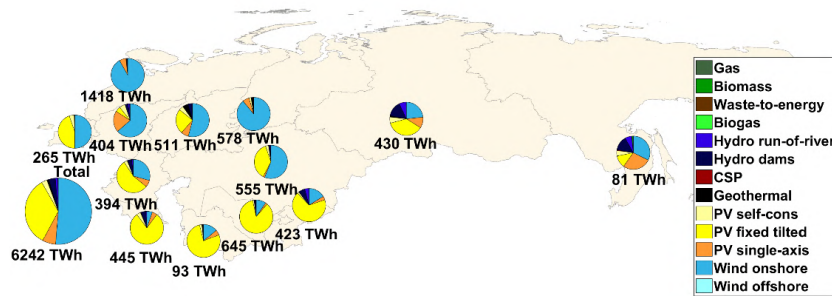 1418 TWh
265 TWh
404 TWh
511 TWh
578 TWh
430 TWh
81 TWh
Total
6242 TWh
394 TWh
555 TWh
445 TWh
93 TWh
645 TWh
423 TWh
Gas
Biomass
Waste-to-energy
Biogas
Hydro run-of-river
Hydro dams
CSP
Geothermal
PV self-cons
PV fixed tilted
PV single-axis
Wind onshore
Wind offshore